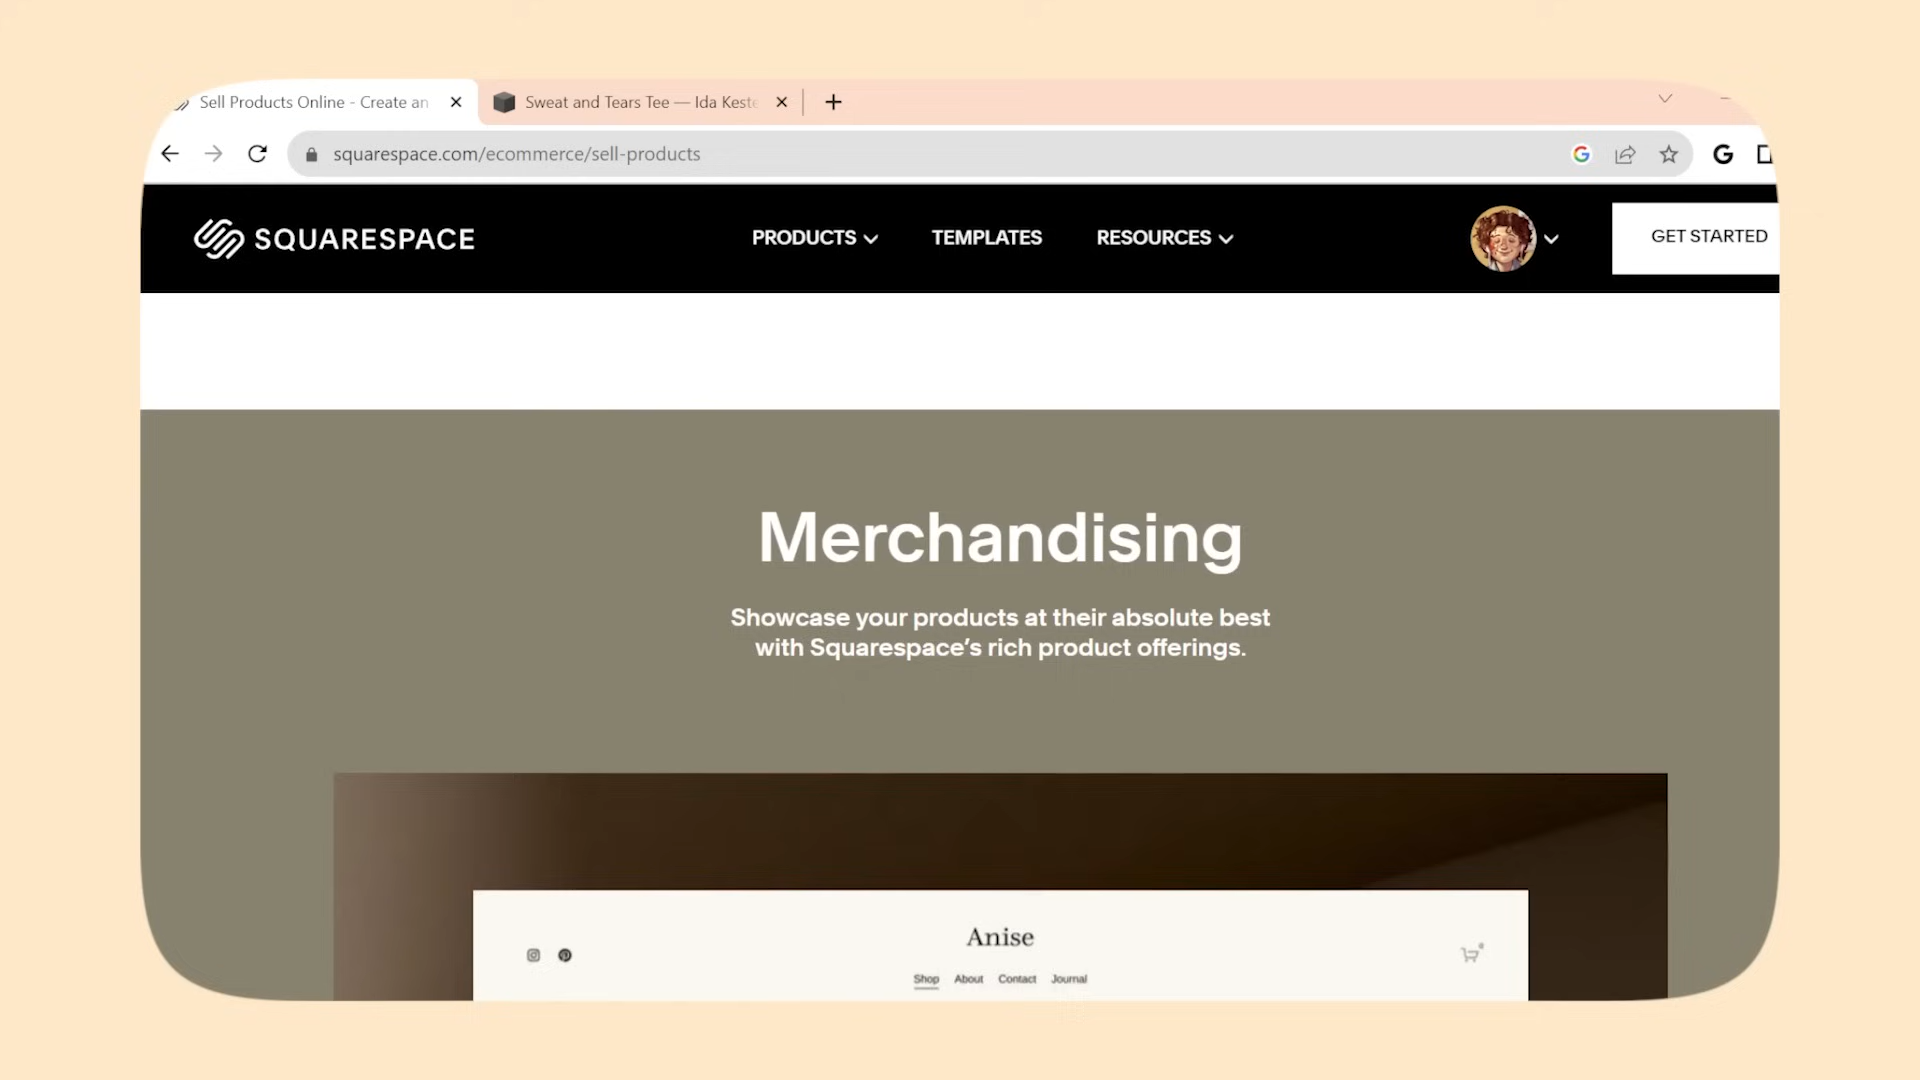 Sell Products Online - Create an
Sweat and Tears Tee — Ida Keste
squarespace.com/ecommerce/sell-products
SQUARESPACE
PRODUCTS
TEMPLATES
RESOURCES
GET STARTED
Merchandising
Showcase your products at their absolute best
with Squarespace’s rich product offerings.
Anise
Shop About Contact Journal